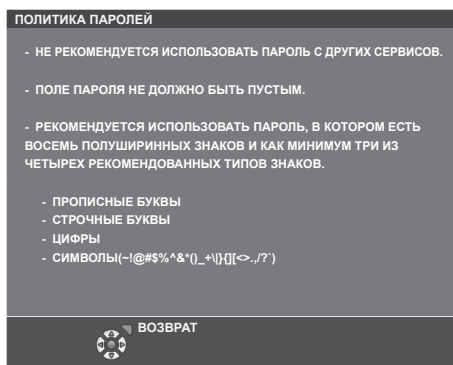 ПОЛИТИКА ПАРОЛЕЙ
- НЕ РЕКОМЕНДУЕТСЯ ИСПОЛЬЗОВАТЬ ПАРОЛЬ С ДРУГИХ СЕРВИСОВ.
- ПОЛЕ ПАРОЛЯ НЕ ДОЛЖНО БЫТЬ ПУСТЫМ.
- РЕКОМЕНДУЕТСЯ ИСПОЛЬЗОВАТЬ ПАРОЛЬ, В КОТОРОМ ЕСТЬ
ВОСЕМЬ ПОЛУШИРИННЫХ ЗНАКОВ И КАК МИНИМУМ ТРИ ИЗ
ЧЕТЫРЕХ РЕКОМЕНДОВАННЫХ ТИПОВ ЗНАКОВ.
- ПРОПИСНЫЕ БУКВЫ
- СТРОЧНЫЕ БУКВЫ
- ЦИФРЫ
- СИМВОЛЫ(~!@#$%^&*()_+\|}{][<>.,/?`)
ВОЗВРАТ